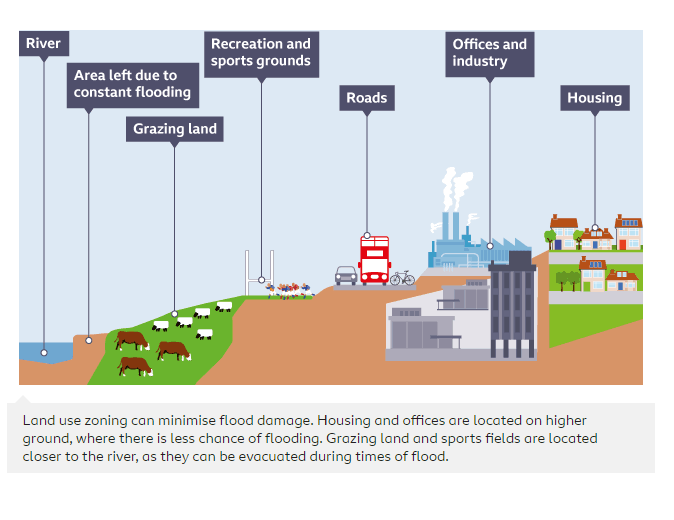 River
Area left due to
constant flooding
Grazing land
Recreation and
sports grounds
Roads
Offices and
industry
Housing
Land use zoning can minimise flood damage. Housing and offices are located on higher
ground, where there is less chance of flooding. Grazing land and sports fields are located
closer to the river, as they can be evacuated during times of flood.